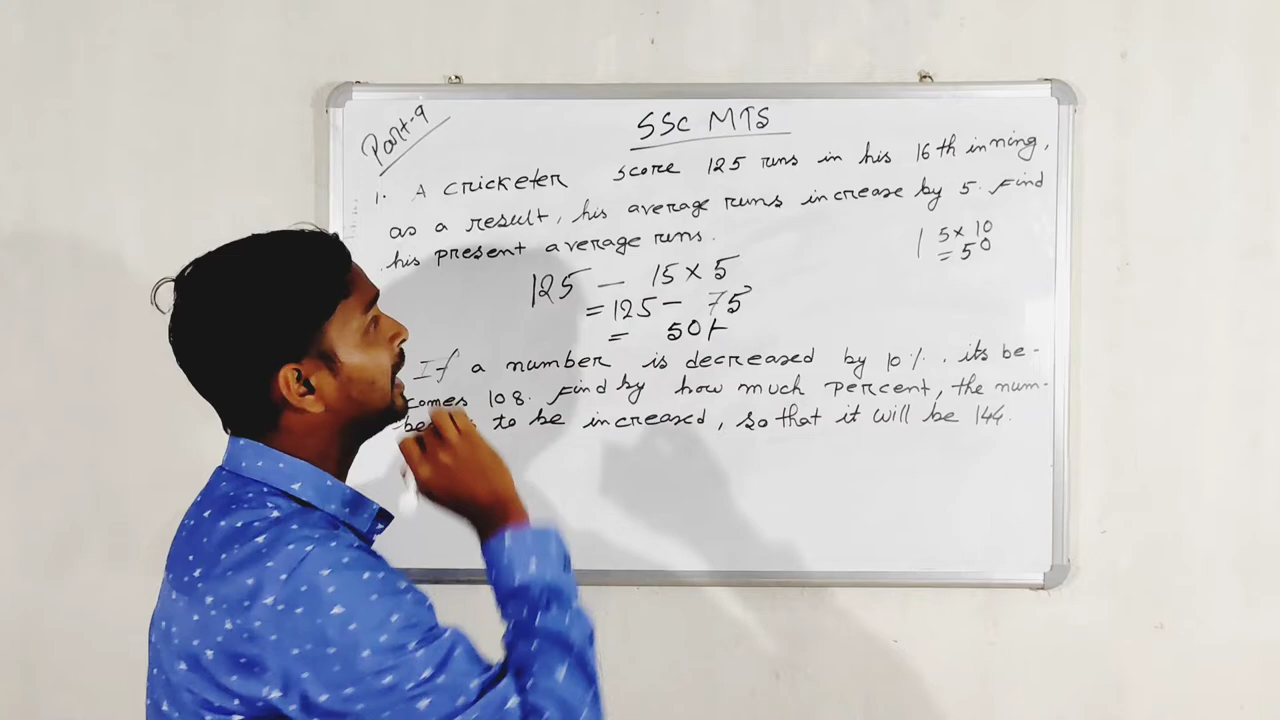 Part-9
SSC MTS
1. A cricketer score 125 runs in his 16th inning,
as a result, his average runs increase by 5. Find
his present average runs.
5 x 10
= 50
125 — 15 x 5
= 125 - 75
= 50
If a number is decreased by 10%. its be-
comes 108. Find by how much percent, the num-
to be increased, so that it will be 144.